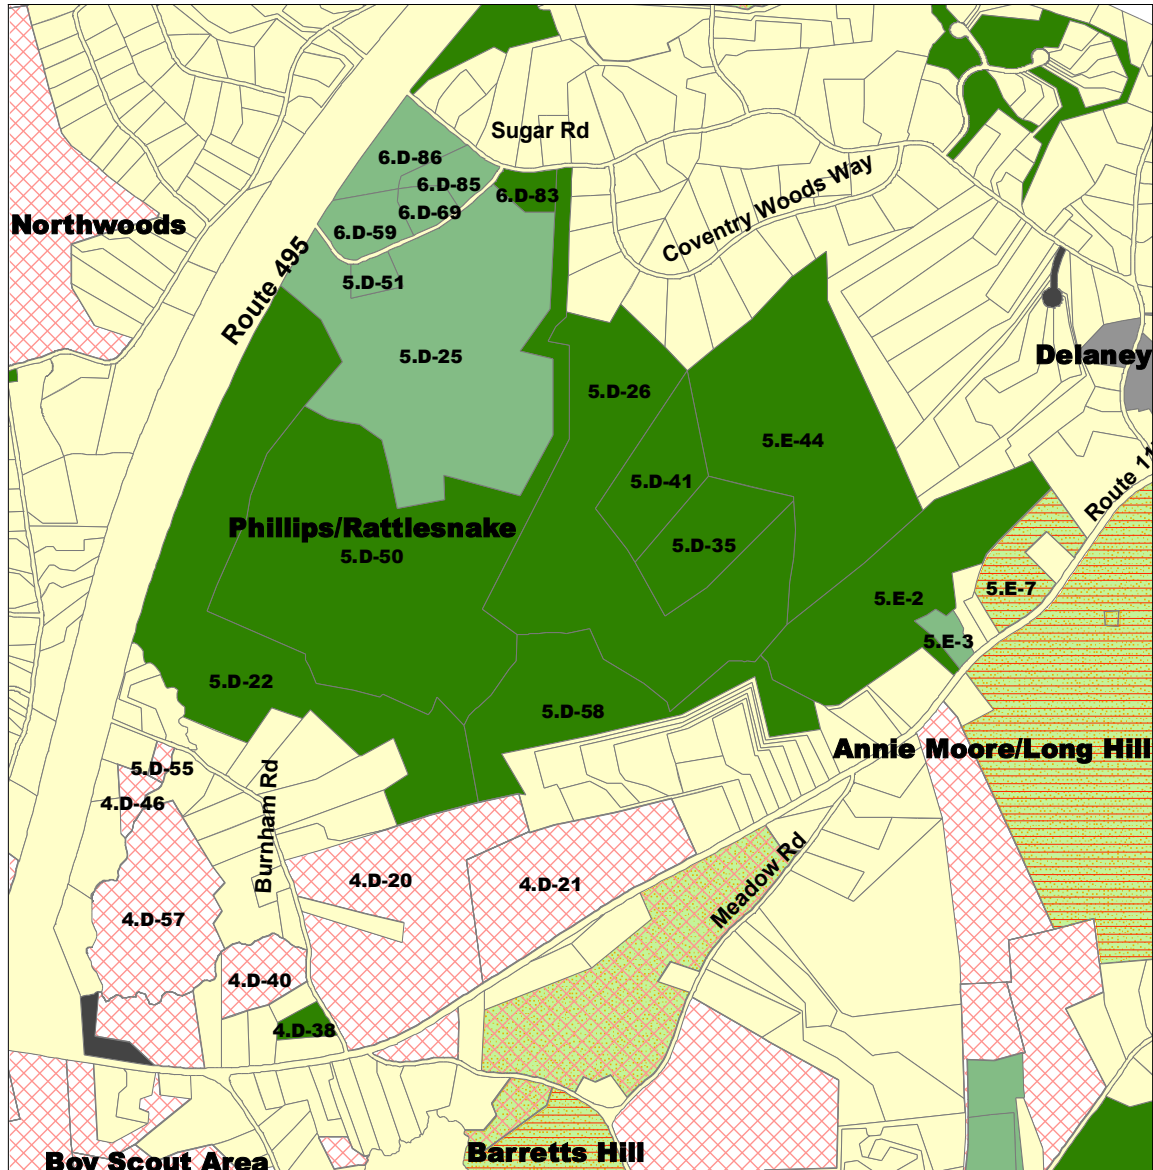 Sugar Rd
6.D-86
6.D-85
6.D-83
Coventry Woods Way
6.D-69
Northwoods
6.D-59
Route 495
5.D-51
5.D-25
Delaney
5.D-26
5.E-44
5.D-41
Route 11
Phillips/Rattlesnake
5.D-35
5.D-50
5.E-7
5.E-2
5.E-3
5.D-22
5.D-58
Annie Moore/Long Hill
5.D-55
4.D-46
Burnham Rd
4.D-20
4.D-21
Meadow Rd
4.D-57
4.D-40
4.D-38
Barretts Hill
Boy Scout Area